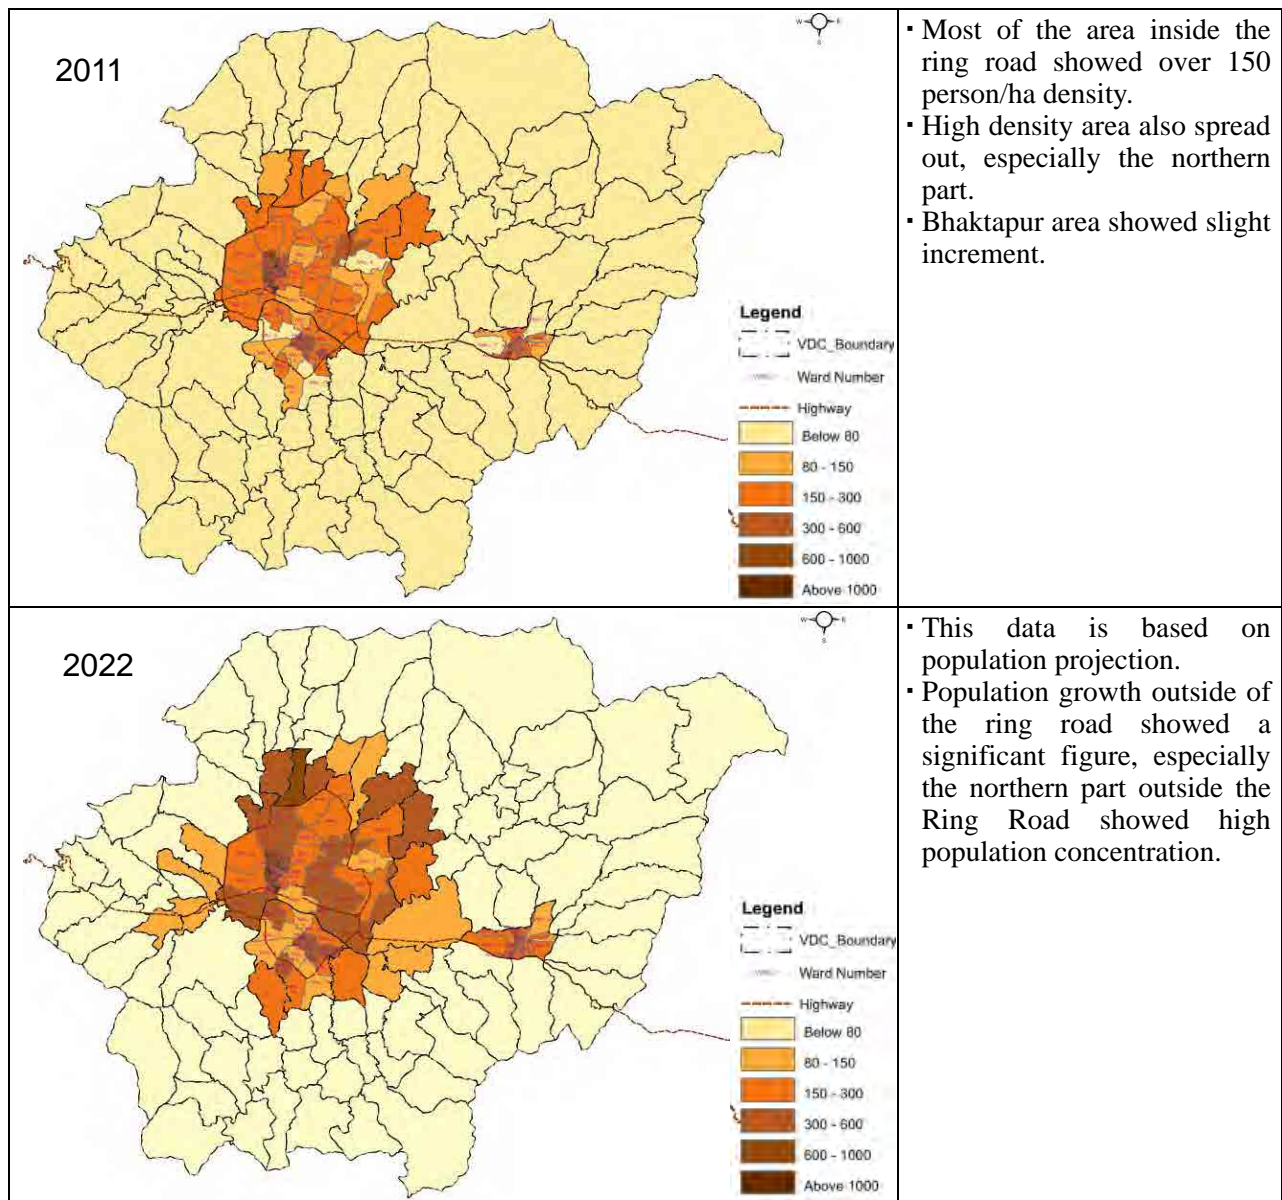 2011
W E
S
Legend
VDC_Boundary
Ward Number
Highway
Below 80
80 - 150
150 - 300
300 - 600
600 - 1000
Above 1000
▪ Most of the area inside the
ring road showed over 150
person/ha density.
▪ High density area also spread
out, especially the northern
part.
▪ Bhaktapur area showed slight
increment.
2022
W E
S
Legend
VDC_Boundary
Ward Number
Highway
Below 80
80 - 150
150 - 300
300 - 600
600 - 1000
Above 1000
▪ This data is based on
population projection.
▪ Population growth outside of
the ring road showed a
significant figure, especially
the northern part outside the
Ring Road showed high
population concentration.